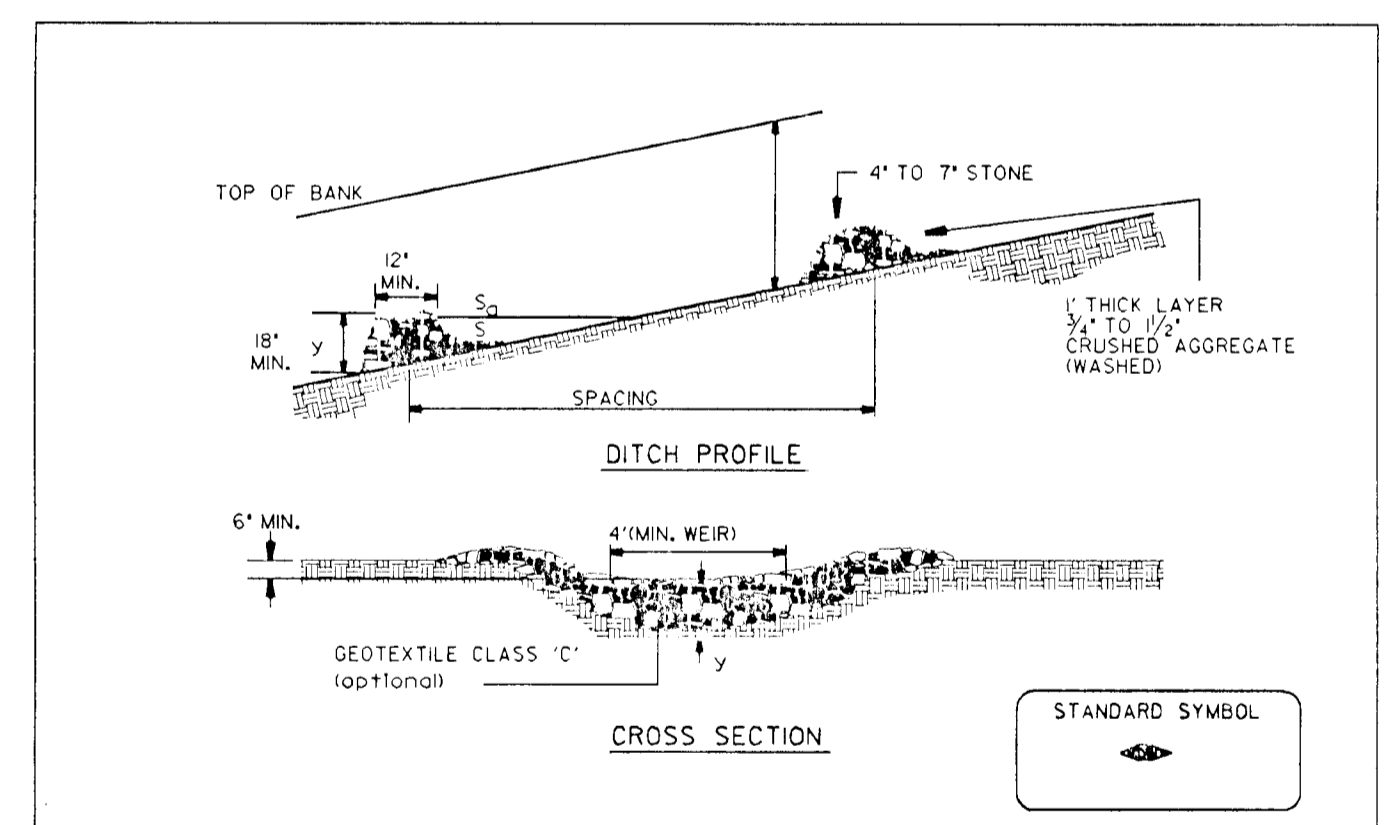 TOP OF BANK
4" TO 7" STONE
12"
MIN.
Sa
S
18"
MIN.
y
1' THICK LAYER
3/4" TO 1 1/2"
CRUSHED AGGREGATE
(WASHED)
SPACING
DITCH PROFILE
6" MIN.
4'(MIN. WEIR)
GEOTEXTILE CLASS 'C'
(optional)
y
CROSS SECTION
STANDARD SYMBOL